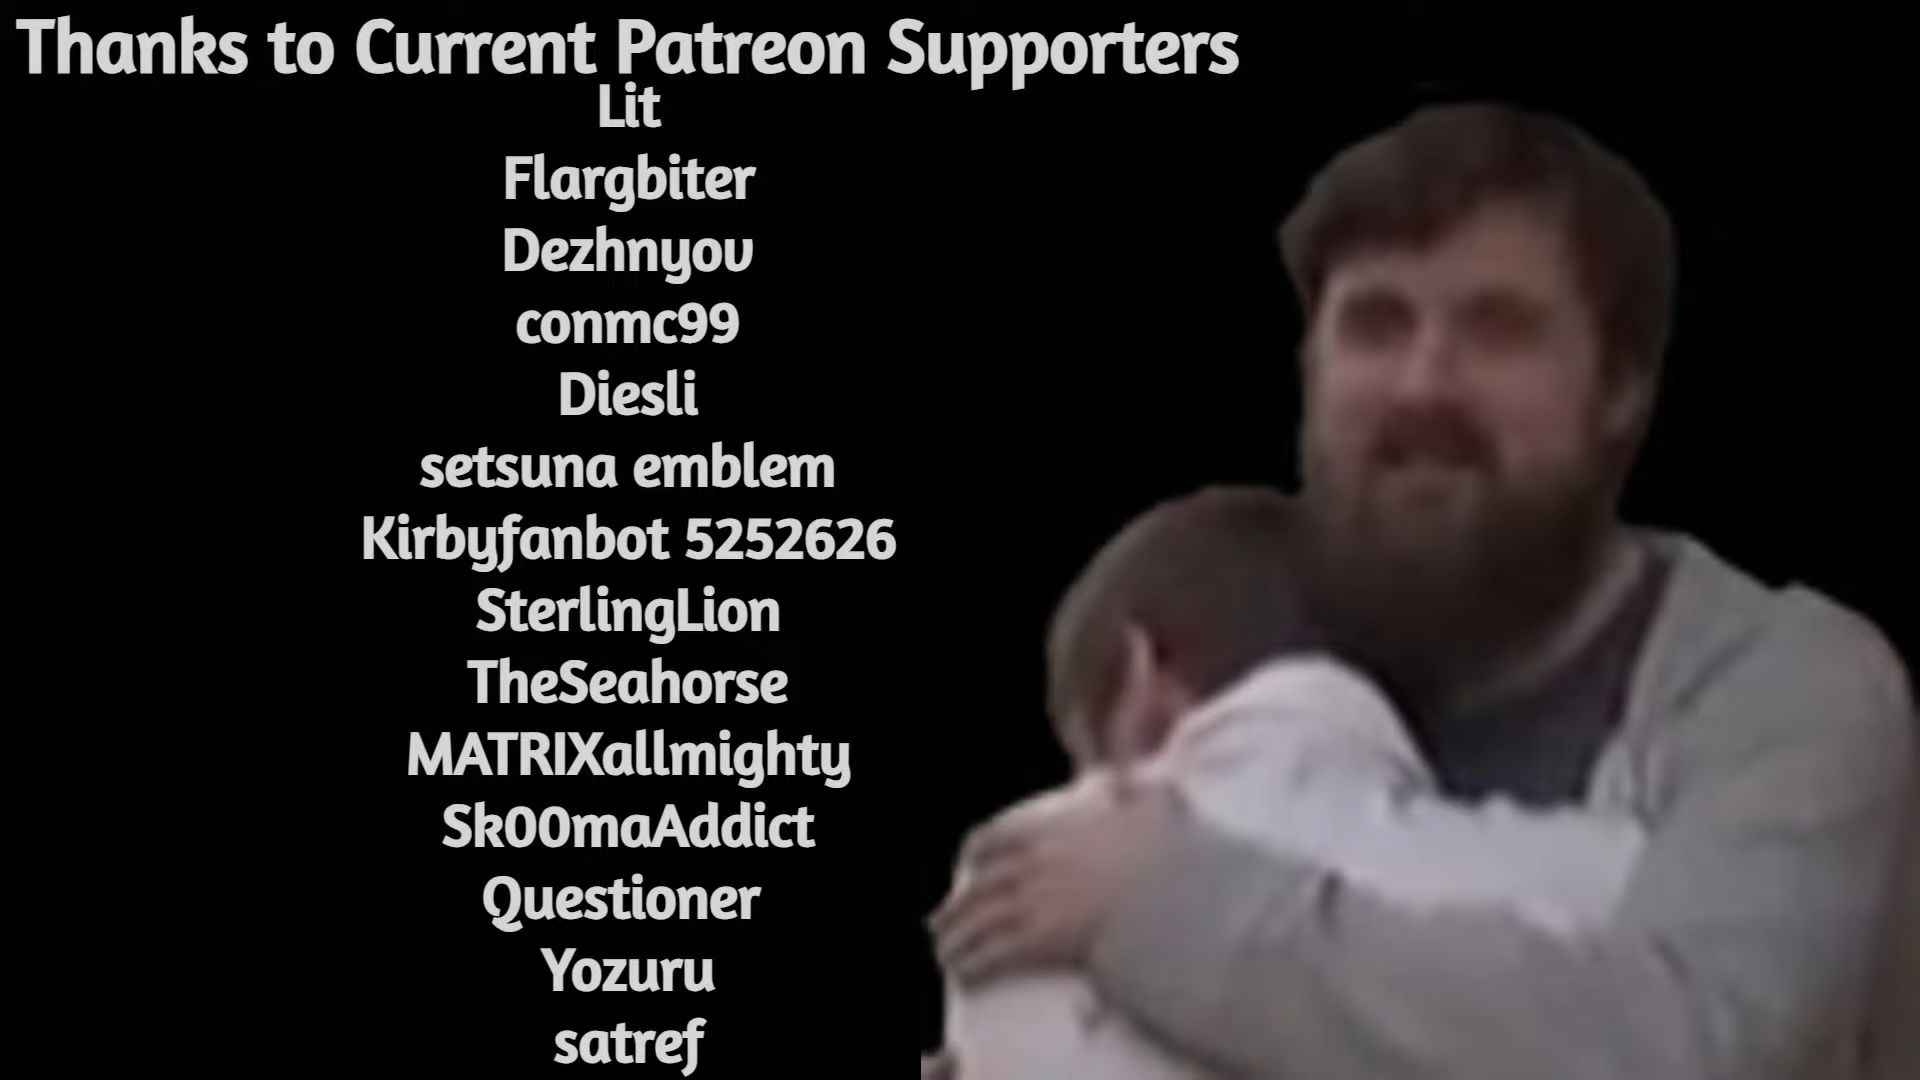 Thanks to Current Patreon Supporters
Lit
Flargbiter
Dezhnyov
conmc99
Diesli
setsuna emblem
Kirbyfanbot 5252626
SterlingLion
TheSeahorse
MATRIXallmighty
Sk00maAddict
Questioner
Yozuru
satref